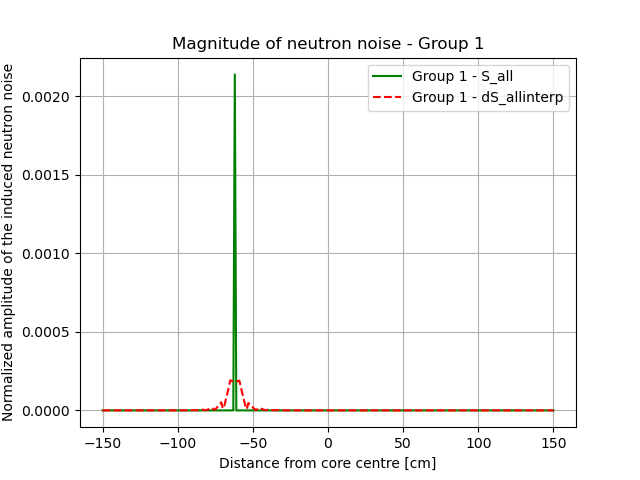 Magnitude of neutron noise - Group 1
Normalized amplitude of the induced neutron noise
0.0020
0.0015
0.0010
0.0005
0.0000
Group 1 - S_all
Group 1 - dS_allinterp
−150
−100
−50
0
50
100
150
Distance from core centre [cm]